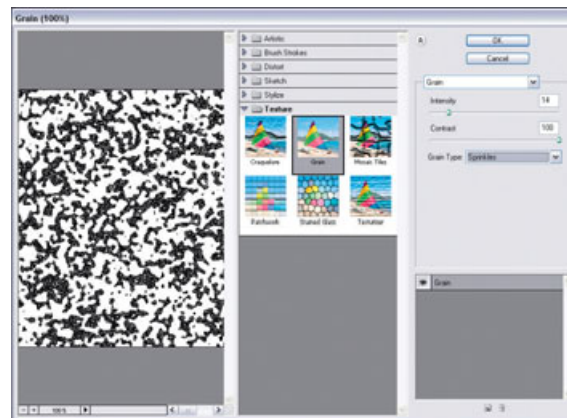 Grain (100%)
Artistic
Brush Strokes
Distort
Sketch
Stylize
Texture
Craquelure
Grain
Mosaic Tiles
Patchwork
Stained Glass
Texturizer
OK
Cancel
Grain
Intensity 14
Contrast 100
Grain Type: Sprinkles
Grain
100%